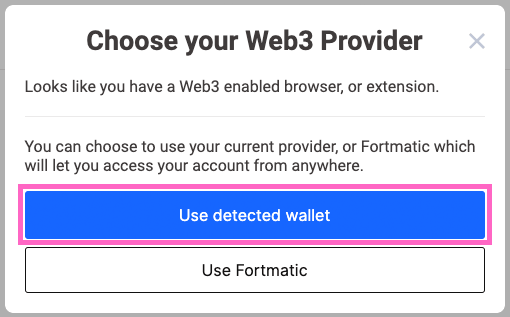 Choose your Web3 Provider
Looks like you have a Web3 enabled browser, or extension.
You can choose to use your current provider, or Fortmatic which
will let you access your account from anywhere.
Use detected wallet
Use Fortmatic